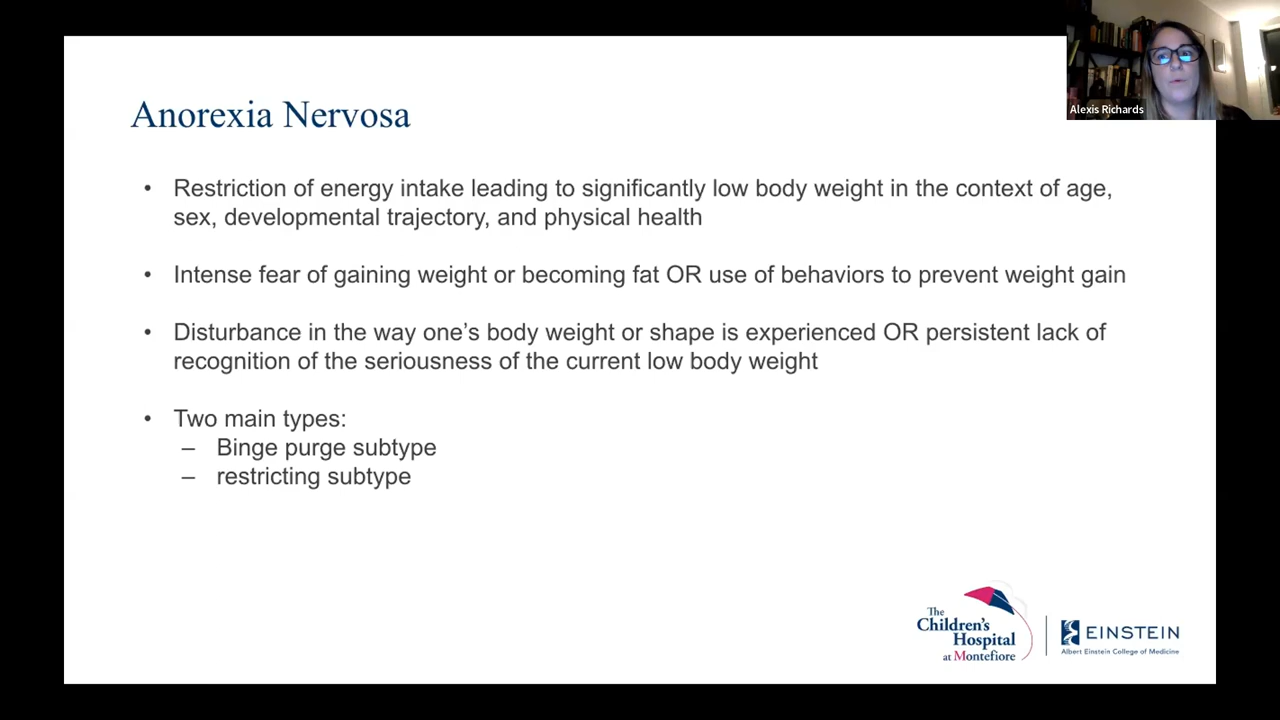 Alexis Richards
Anorexia Nervosa
• Restriction of energy intake leading to significantly low body weight in the context of age,
sex, developmental trajectory, and physical health
• Intense fear of gaining weight or becoming fat OR use of behaviors to prevent weight gain
• Disturbance in the way one’s body weight or shape is experienced OR persistent lack of
recognition of the seriousness of the current low body weight
• Two main types:
– Binge purge subtype
– restricting subtype
The
Children's
Hospital
at Montefiore
EINSTEIN
Albert Einstein College of Medicine